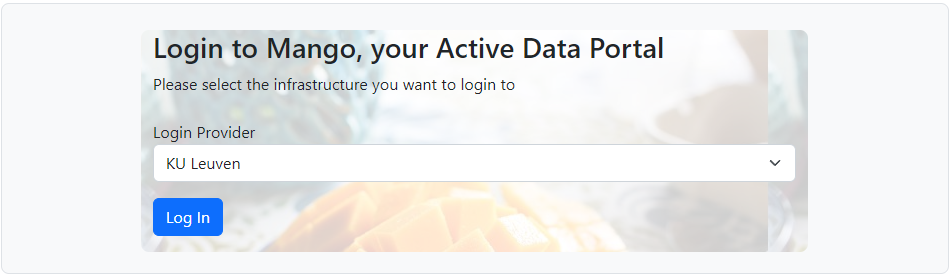 Login to Mango, your Active Data Portal
Please select the infrastructure you want to login to
Login Provider
KU Leuven
Log In